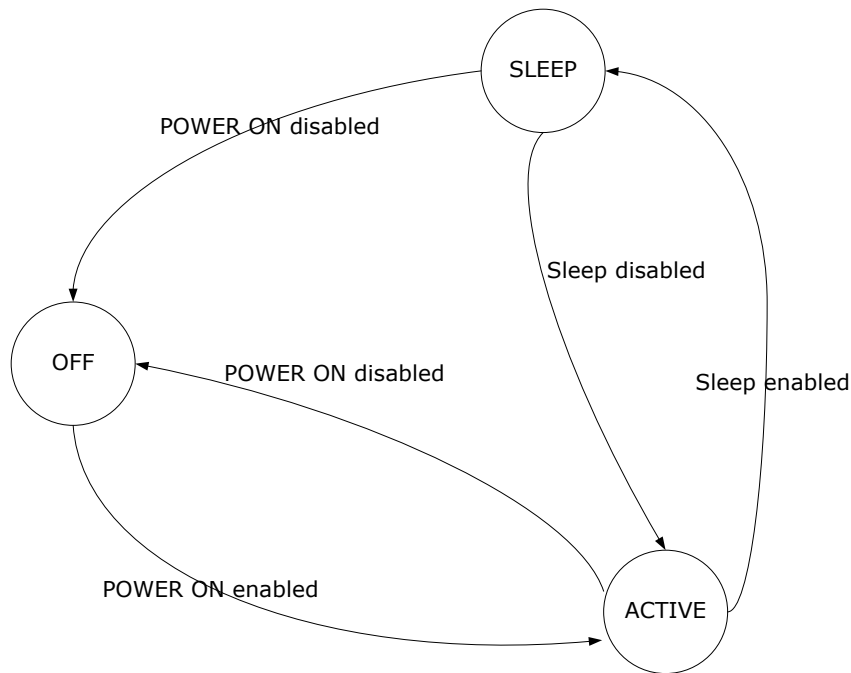 SLEEP
POWER ON disabled
Sleep disabled
OFF
POWER ON disabled
Sleep enabled
POWER ON enabled
ACTIVE